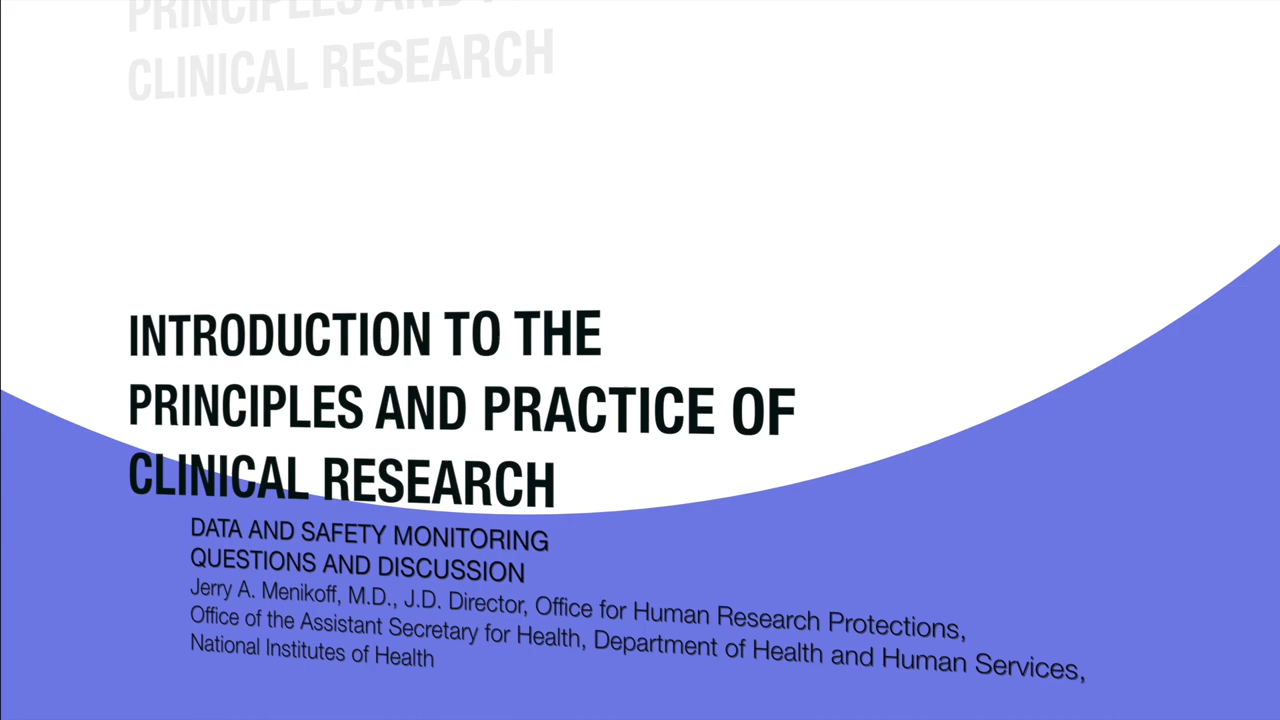 PRINCIPLES AND
CLINICAL RESEARCH
INTRODUCTION TO THE
PRINCIPLES AND PRACTICE OF
CLINICAL RESEARCH
DATA AND SAFETY MONITORING
QUESTIONS AND DISCUSSION
Jerry A. Menikoff, M.D., J.D. Director, Office for Human Research Protections,
Office of the Assistant Secretary for Health, Department of Health and Human Services,
National Institutes of Health